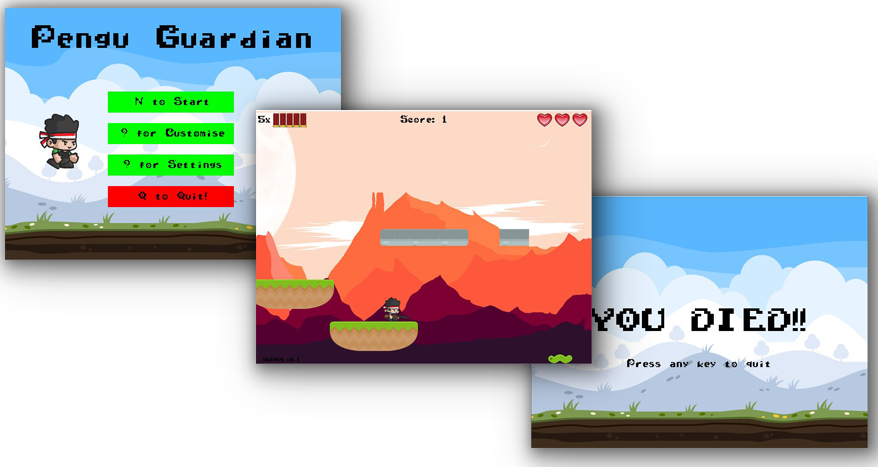 Pengu Guardian
N to Start
? for Customise
? for Settings
Q to Quit!
5x
Score: 1
YOU DIED!!
Press any key to quit